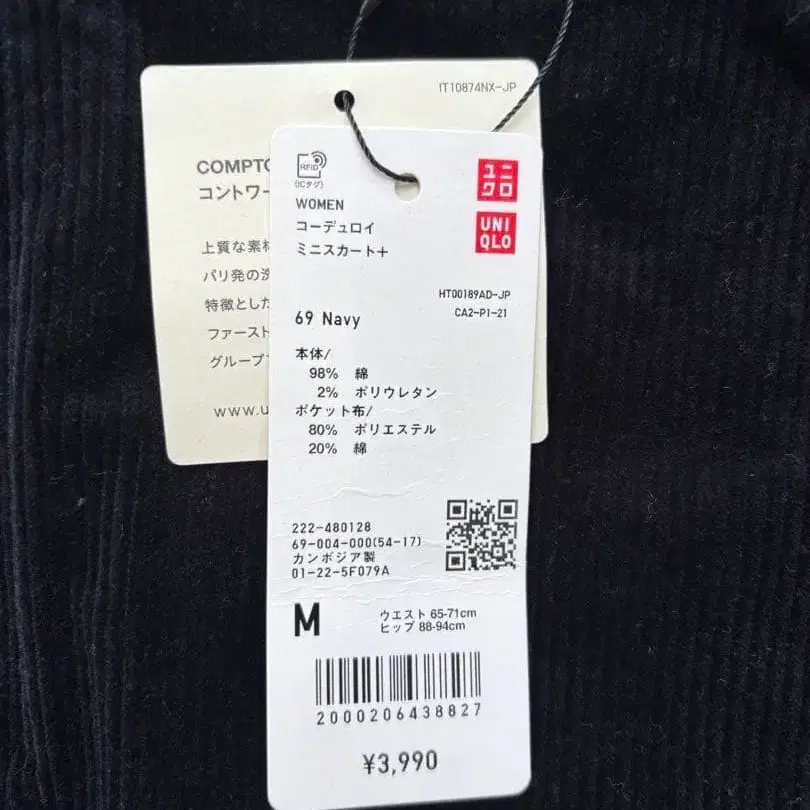 IT10874NX-JP
COMPTO
コントワー
上質な素材
パリ発の洗
特徴とした
ファースト
グループ
www.u
RFID
(ICタグ)
ユニ
クロ
UNI
QLO
WOMEN
コーデュロイ
ミニスカート+
HT00189AD-JP
CA2-P1-21
69 Navy
本体/
98% 綿
2% ポリウレタン
ポケット布/
80% ポリエステル
20% 綿
222-480128
69-004-000(54-17)
カンボジア製
01-22-5F079A
M
ウエスト 65-71cm
ヒップ 88-94cm
2000206438827
¥3,990